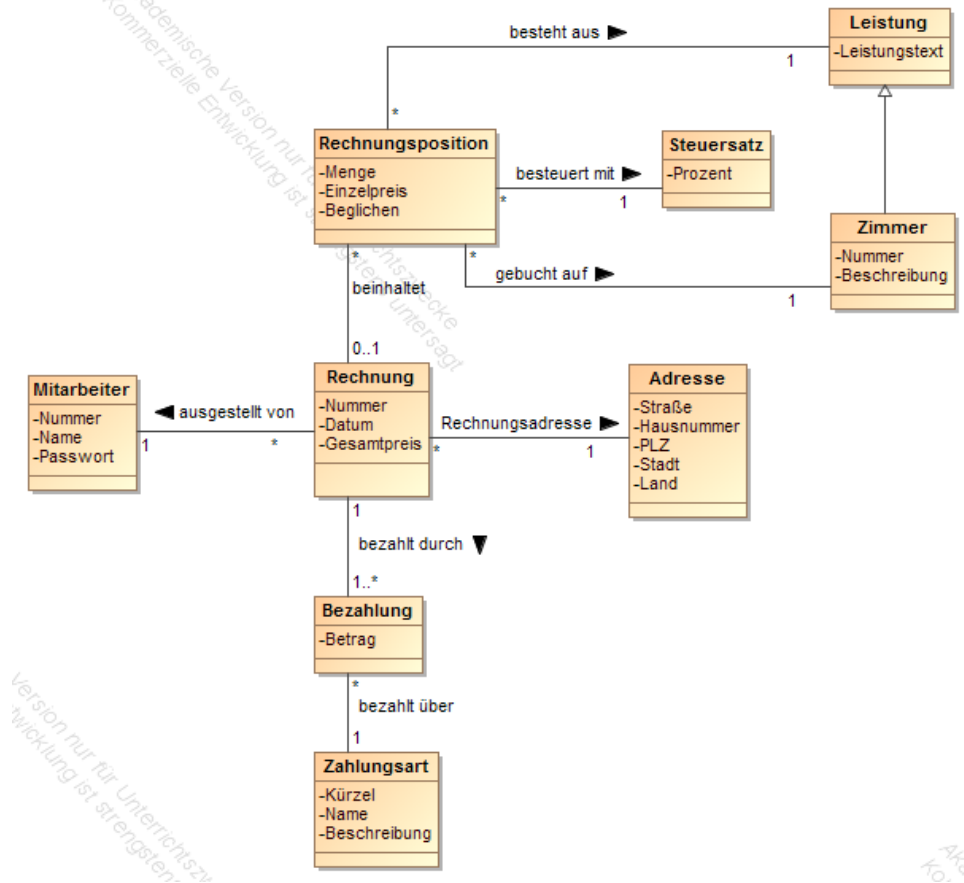 Leistung
-Leistungstext
besteht aus
1
*
Rechnungsposition
-Menge
-Einzelpreis
-Beglichen
besteuert mit
*
1
Steuersatz
-Prozent
Zimmer
-Nummer
-Beschreibung
gebucht auf
*
1
*
beinhaltet
0..1
Rechnung
-Nummer
-Datum
-Gesamtpreis
Mitarbeiter
-Nummer
-Name
-Passwort
ausgestellt von
1
*
Rechnungsadresse
*
1
Adresse
-Straße
-Hausnummer
-PLZ
-Stadt
-Land
1
bezahlt durch
1..*
Bezahlung
-Betrag
*
bezahlt über
1
Zahlungsart
-Kürzel
-Name
-Beschreibung